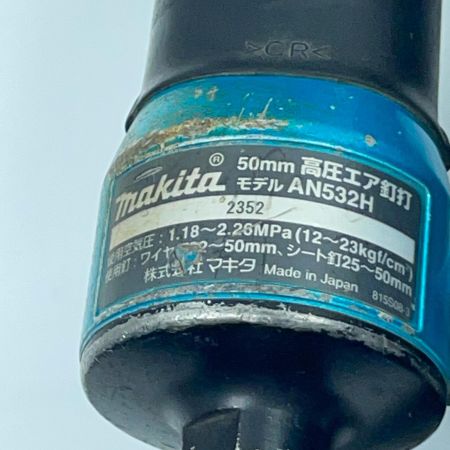 >CR<
makita® 50mm 高圧エア釘打
モデル AN532H
2352
使用空気圧：1.18～2.26MPa(12～23kgf/cm²)
使用釘：ワイヤ 32～50mm、シート釘25～50mm
株式会社 マキタ Made in Japan 815S08-3